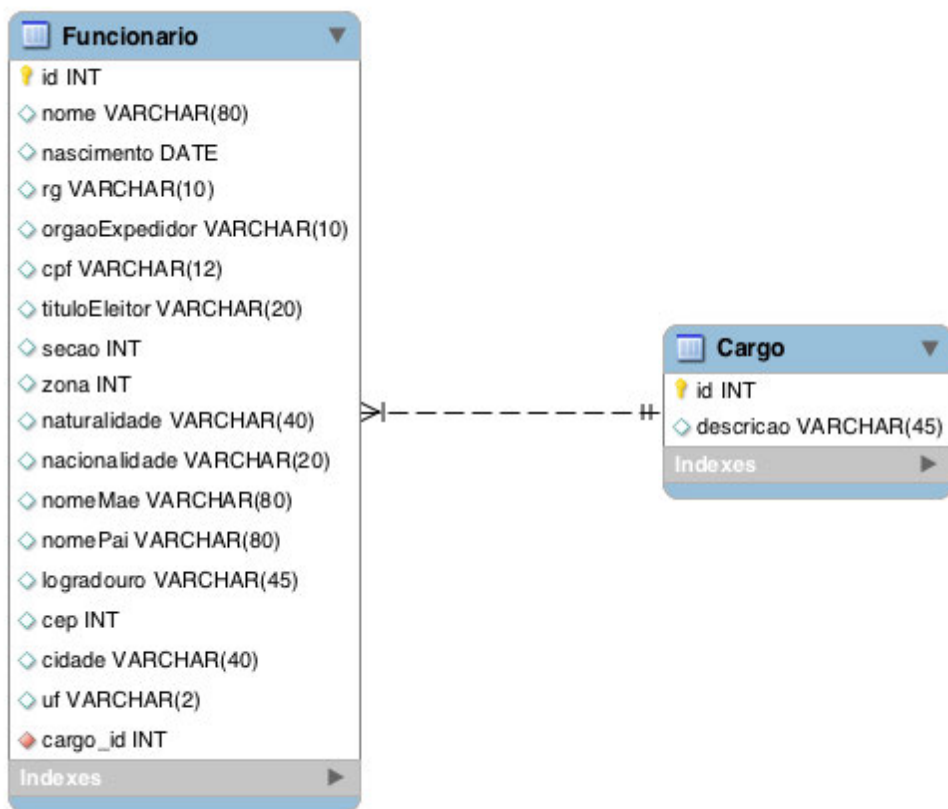 Funcionario
id INT
nome VARCHAR(80)
nascimento DATE
rg VARCHAR(10)
orgaoExpedidor VARCHAR(10)
cpf VARCHAR(12)
tituloEleitor VARCHAR(20)
secao INT
zona INT
naturalidade VARCHAR(40)
nacionalidade VARCHAR(20)
nomeMae VARCHAR(80)
nomePai VARCHAR(80)
logradouro VARCHAR(45)
cep INT
cidade VARCHAR(40)
uf VARCHAR(2)
cargo_id INT
Indexes
Cargo
id INT
descricao VARCHAR(45)
Indexes